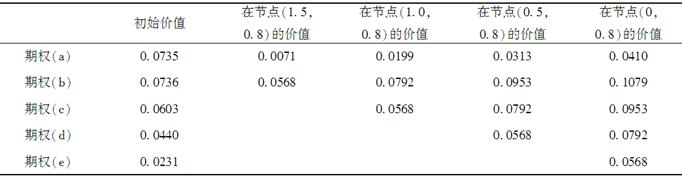 初始价值 在节点(1.5, 0.8)的价值 在节点(1.0, 0.8)的价值 在节点(0.5, 0.8)的价值 在节点(0, 0.8)的价值
期权(a) 0.0735 0.0071 0.0199 0.0313 0.0410
期权(b) 0.0736 0.0568 0.0792 0.0953 0.1079
期权(c) 0.0603 0.0568 0.0792 0.0953
期权(d) 0.0440 0.0568 0.0792
期权(e) 0.0231 0.0568